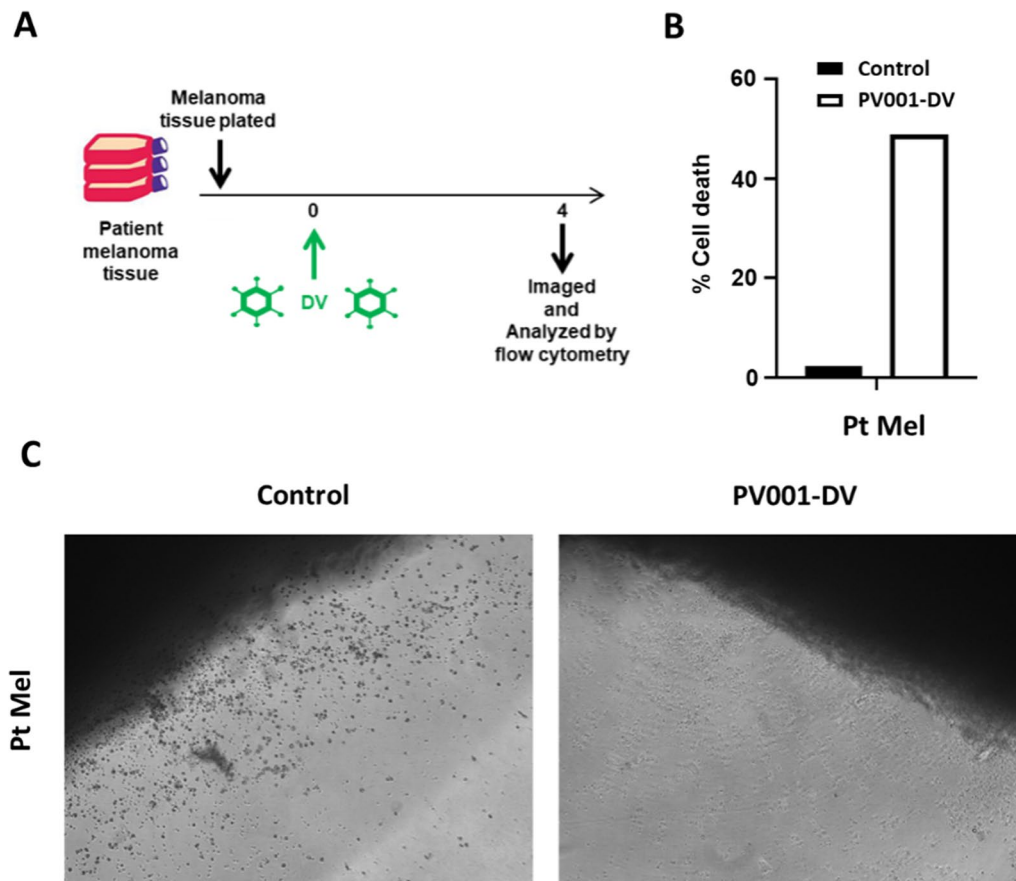 A
Melanoma
tissue plated
Patient
melanoma
tissue
0
4
DV
Imaged
and
Analyzed by
flow cytometry
B
Control
PV001-DV
% Cell death
60
40
20
0
Pt Mel
C
Control
PV001-DV
Pt Mel